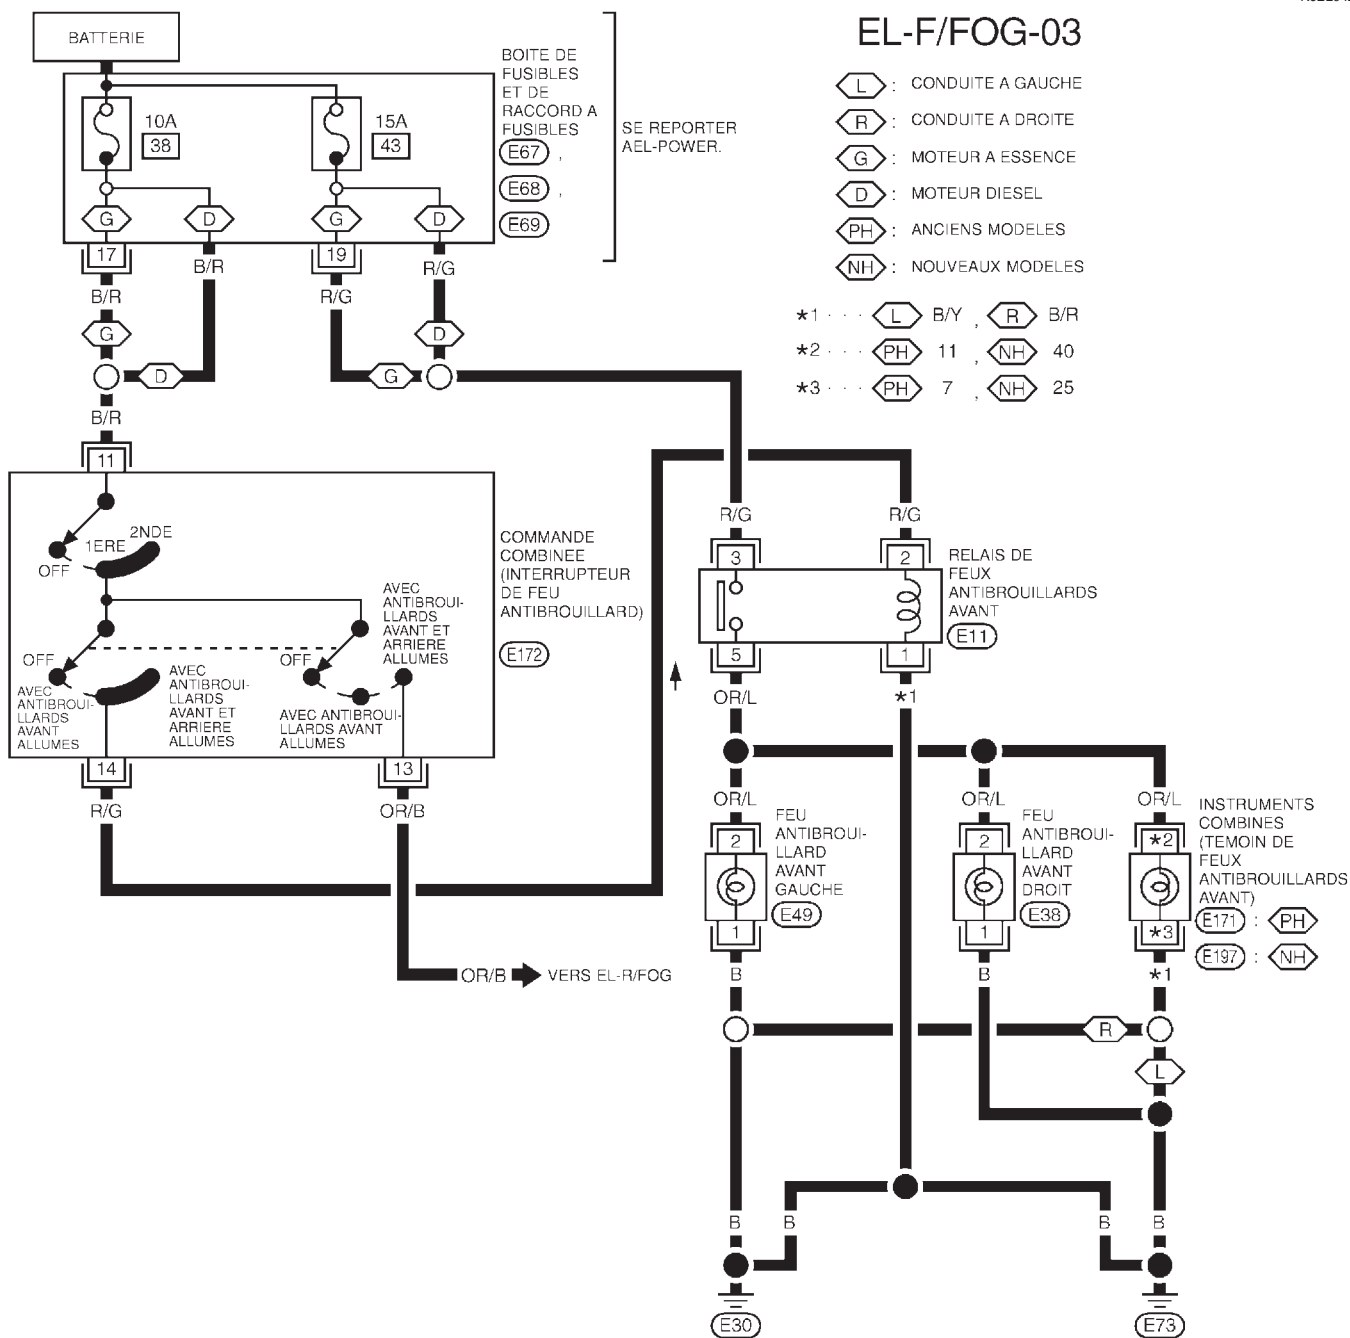 EL-F/FOG-03
BATTERIE
10A
38
15A
43
BOITE DE
FUSIBLES
ET DE
RACCORD A
FUSIBLES
E67 ,
E68 ,
E69
SE REPORTER
AEL-POWER.
L : CONDUITE A GAUCHE
R : CONDUITE A DROITE
G : MOTEUR A ESSENCE
D : MOTEUR DIESEL
PH : ANCIENS MODELES
NH : NOUVEAUX MODELES
*1 · · · L B/Y , R B/R
*2 · · · PH 11 , NH 40
*3 · · · PH 7 , NH 25
G D G D
17 B/R 19 R/G
B/R R/G
G D
D G
B/R
11
2NDE
1ERE
OFF
OFF
AVEC
ANTIBROUI-
LLARDS
AVANT
ALLUMES
AVEC
ANTIBROUI-
LLARDS
AVANT ET
ARRIERE
ALLUMES
OFF
AVEC
ANTIBROUI-
LLARDS
AVANT ET
ARRIERE
ALLUMES
AVEC ANTIBROUI-
LLARDS AVANT
ALLUMES
COMMANDE
COMBINEE
(INTERRUPTEUR
DE FEU
ANTIBROUILLARD)
E172
14 13
R/G OR/B
OR/B VERS EL-R/FOG
R/G R/G
3 2
RELAIS DE
FEUX
ANTIBROUILLARDS
AVANT
E11
5 1
OR/L *1
OR/L OR/L OR/L
2
FEU
ANTIBROUI-
LLARD
AVANT
GAUCHE
E49
1
B
2
FEU
ANTIBROUI-
LLARD
AVANT
DROIT
E38
1
B
*2
INSTRUMENTS
COMBINES
(TEMOIN DE
FEUX
ANTIBROUILLARDS
AVANT)
E171 : PH
E197 : NH
*3
*1
R
L
B B B B
E30 E73